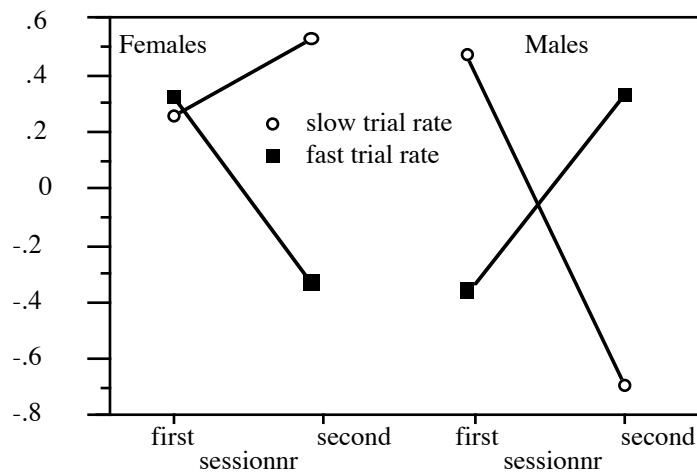 .6
Females
Males
.4
slow trial rate
.2
fast trial rate
0
-.2
-.4
-.6
-.8
first second first second
sessionnr sessionnr